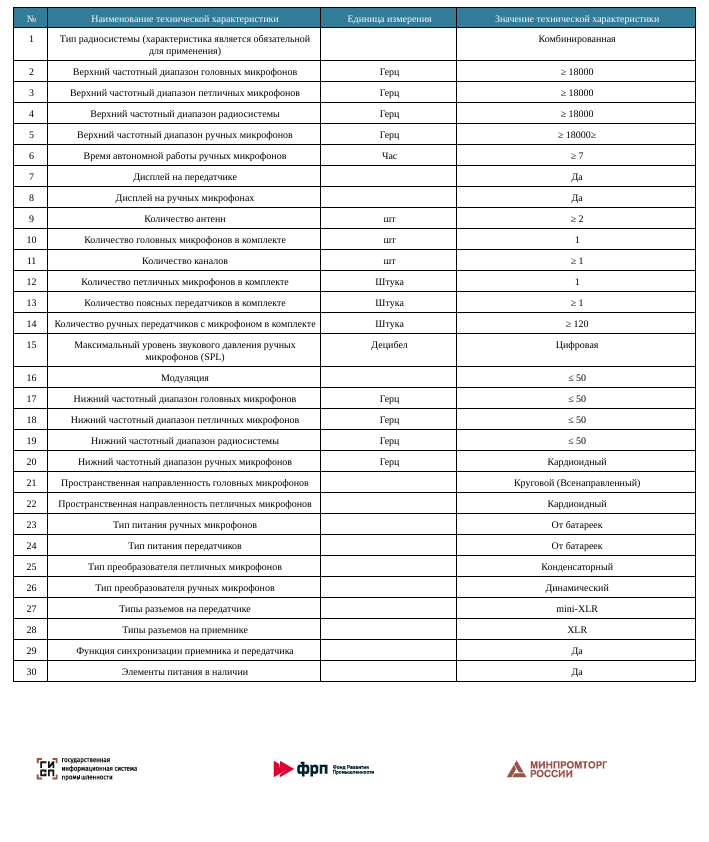 № Наименование технической характеристики Единица измерения Значение технической характеристики
1 Тип радиосистемы (характеристика является обязательной Комбинированная
для применения)
2 Верхний частотный диапазон головных микрофонов Герц ≥ 18000
3 Верхний частотный диапазон петличных микрофонов Герц ≥ 18000
4 Верхний частотный диапазон радиосистемы Герц ≥ 18000
5 Верхний частотный диапазон ручных микрофонов Герц ≥ 18000≥
6 Время автономной работы ручных микрофонов Час ≥ 7
7 Дисплей на передатчике Да
8 Дисплей на ручных микрофонах Да
9 Количество антенн шт ≥ 2
10 Количество головных микрофонов в комплекте шт 1
11 Количество каналов шт ≥ 1
12 Количество петличных микрофонов в комплекте Штука 1
13 Количество поясных передатчиков в комплекте Штука ≥ 1
14 Количество ручных передатчиков с микрофоном в комплекте Штука ≥ 120
15 Максимальный уровень звукового давления ручных Децибел Цифровая
микрофонов (SPL)
16 Модуляция ≤ 50
17 Нижний частотный диапазон головных микрофонов Герц ≤ 50
18 Нижний частотный диапазон петличных микрофонов Герц ≤ 50
19 Нижний частотный диапазон радиосистемы Герц ≤ 50
20 Нижний частотный диапазон ручных микрофонов Герц Кардиоидный
21 Пространственная направленность головных микрофонов Круговой (Всенаправленный)
22 Пространственная направленность петличных микрофонов Кардиоидный
23 Тип питания ручных микрофонов От батареек
24 Тип питания передатчиков От батареек
25 Тип преобразователя петличных микрофонов Конденсаторный
26 Тип преобразователя ручных микрофонов Динамический
27 Типы разъемов на передатчике mini-XLR
28 Типы разъемов на приемнике XLR
29 Функция синхронизации приемника и передатчика Да
30 Элементы питания в наличии Да
ГИСП
государственная
информационная система
промышленности
фрп
Фонд Развития
Промышленности
МИНПРОМТОРГ
РОССИИ